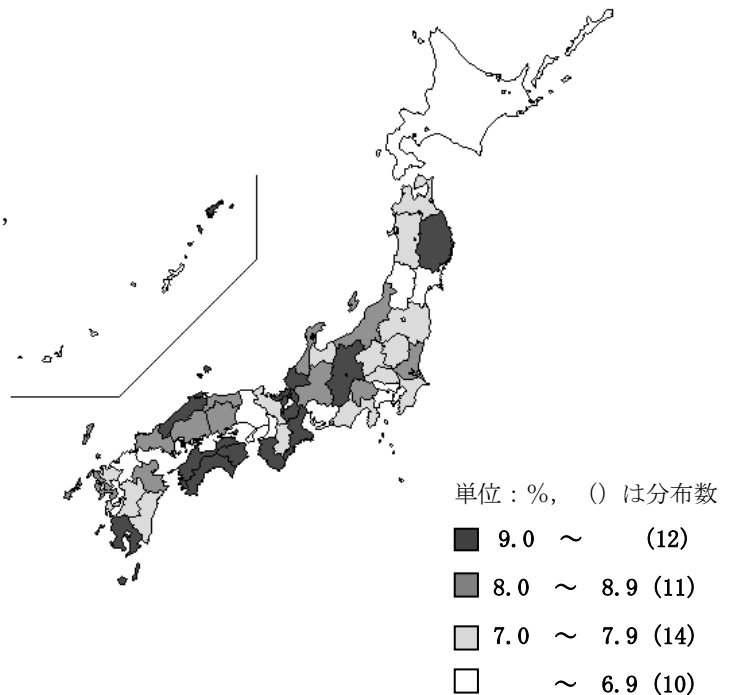 ,
単位:%, () は分布数
9.0 ~ (12)
8.0 ~ 8.9 (11)
7.0 ~ 7.9 (14)
~ 6.9 (10)